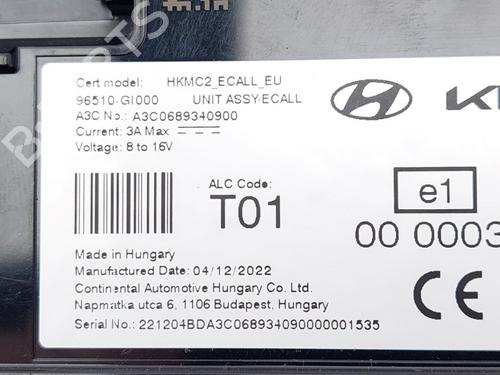 Cert model: HKMC2_ECALL_EU
96510-GI000 UNIT ASSY-ECALL
A3C No.: A3C0689340900
Current: 3A Max
Voltage: 8 to 16V
ALC Code:
T01
e1
00 0003
Made in Hungary
Manufactured Date: 04/12/2022
Continental Automotive Hungary Co. Ltd.
Napmatka utca 6, 1106 Budapest, Hungary
CE
Serial No.: 221204BDA3C068934090000001535